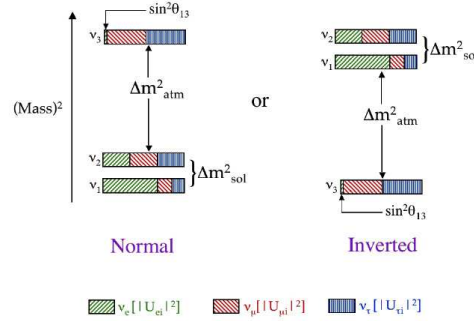 sin²θ₁₃
ν₃
Δm²atm
(Mass)²
ν₂
ν₁
Δm²sol
Normal
or
ν₂
ν₁
Δm²so
Δm²atm
ν₃
sin²θ₁₃
Inverted
νe [|Uei|²]
νμ [|Uμi|²]
ντ [|Uτi|²]